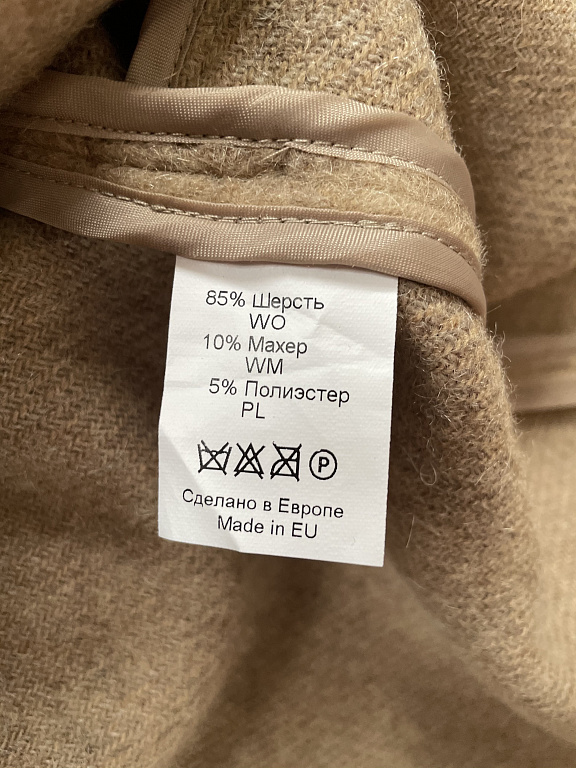 85% Шерсть
WO
10% Махер
WM
5% Полиэстер
PL
P
Сделано в Европе
Made in EU